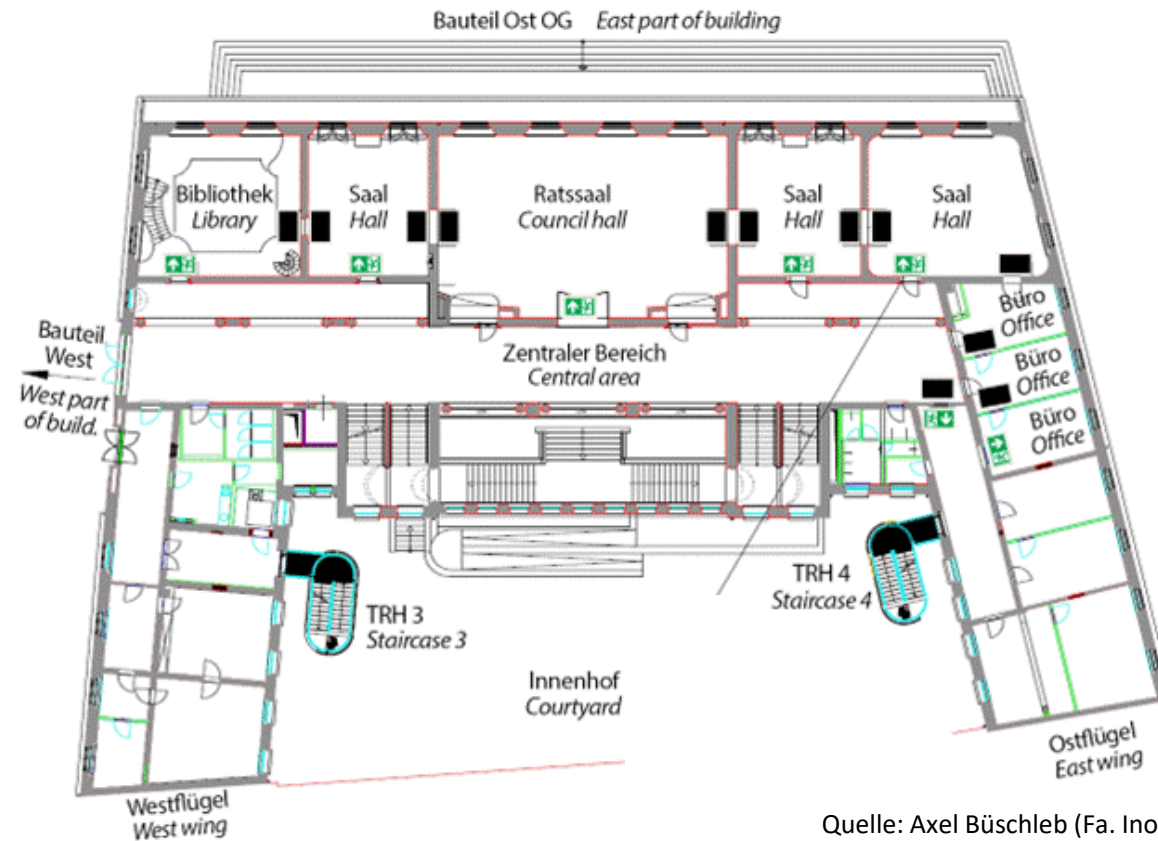 Bauteil Ost OG East part of building
Bibliothek
Library
Saal
Hall
Ratssaal
Council hall
Saal
Hall
Saal
Hall
Büro
Office
Büro
Office
Büro
Office
Bauteil
West
West part
of build.
Zentraler Bereich
Central area
TRH 3
Staircase 3
TRH 4
Staircase 4
Innenhof
Courtyard
Westflügel
West wing
Ostflügel
East wing
Quelle: Axel Büschleb (Fa. Ino